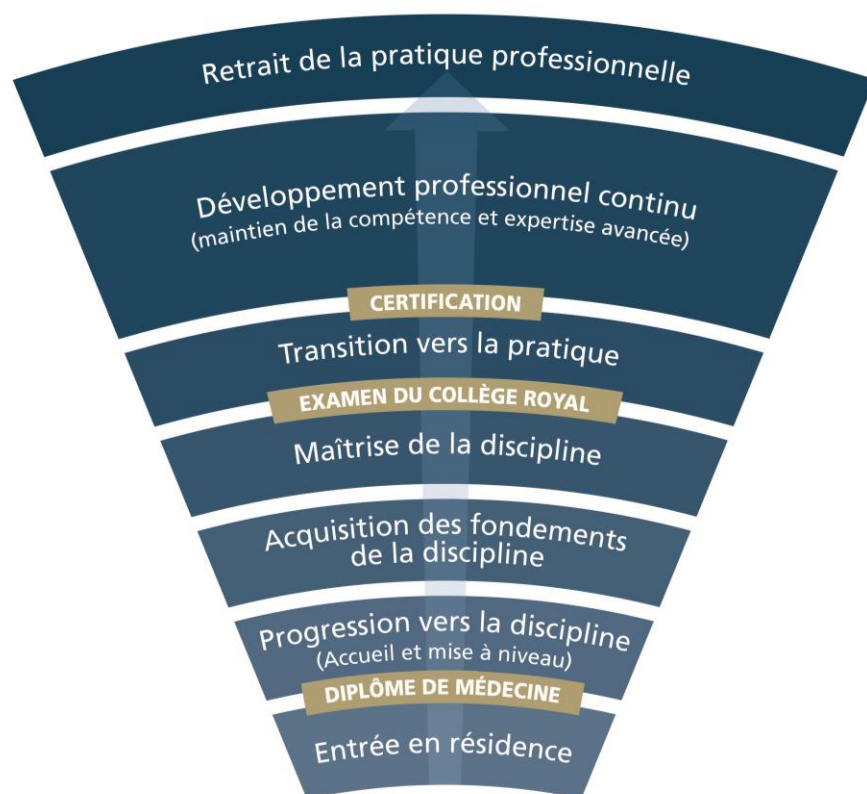 Retrait de la pratique professionnelle
Développement professionnel continu
(maintien de la compétence et expertise avancée)
CERTIFICATION
Transition vers la pratique
EXAMEN DU COLLÈGE ROYAL
Maîtrise de la discipline
Acquisition des fondements
de la discipline
Progression vers la discipline
(Accueil et mise à niveau)
DIPLÔME DE MÉDECINE
Entrée en résidence